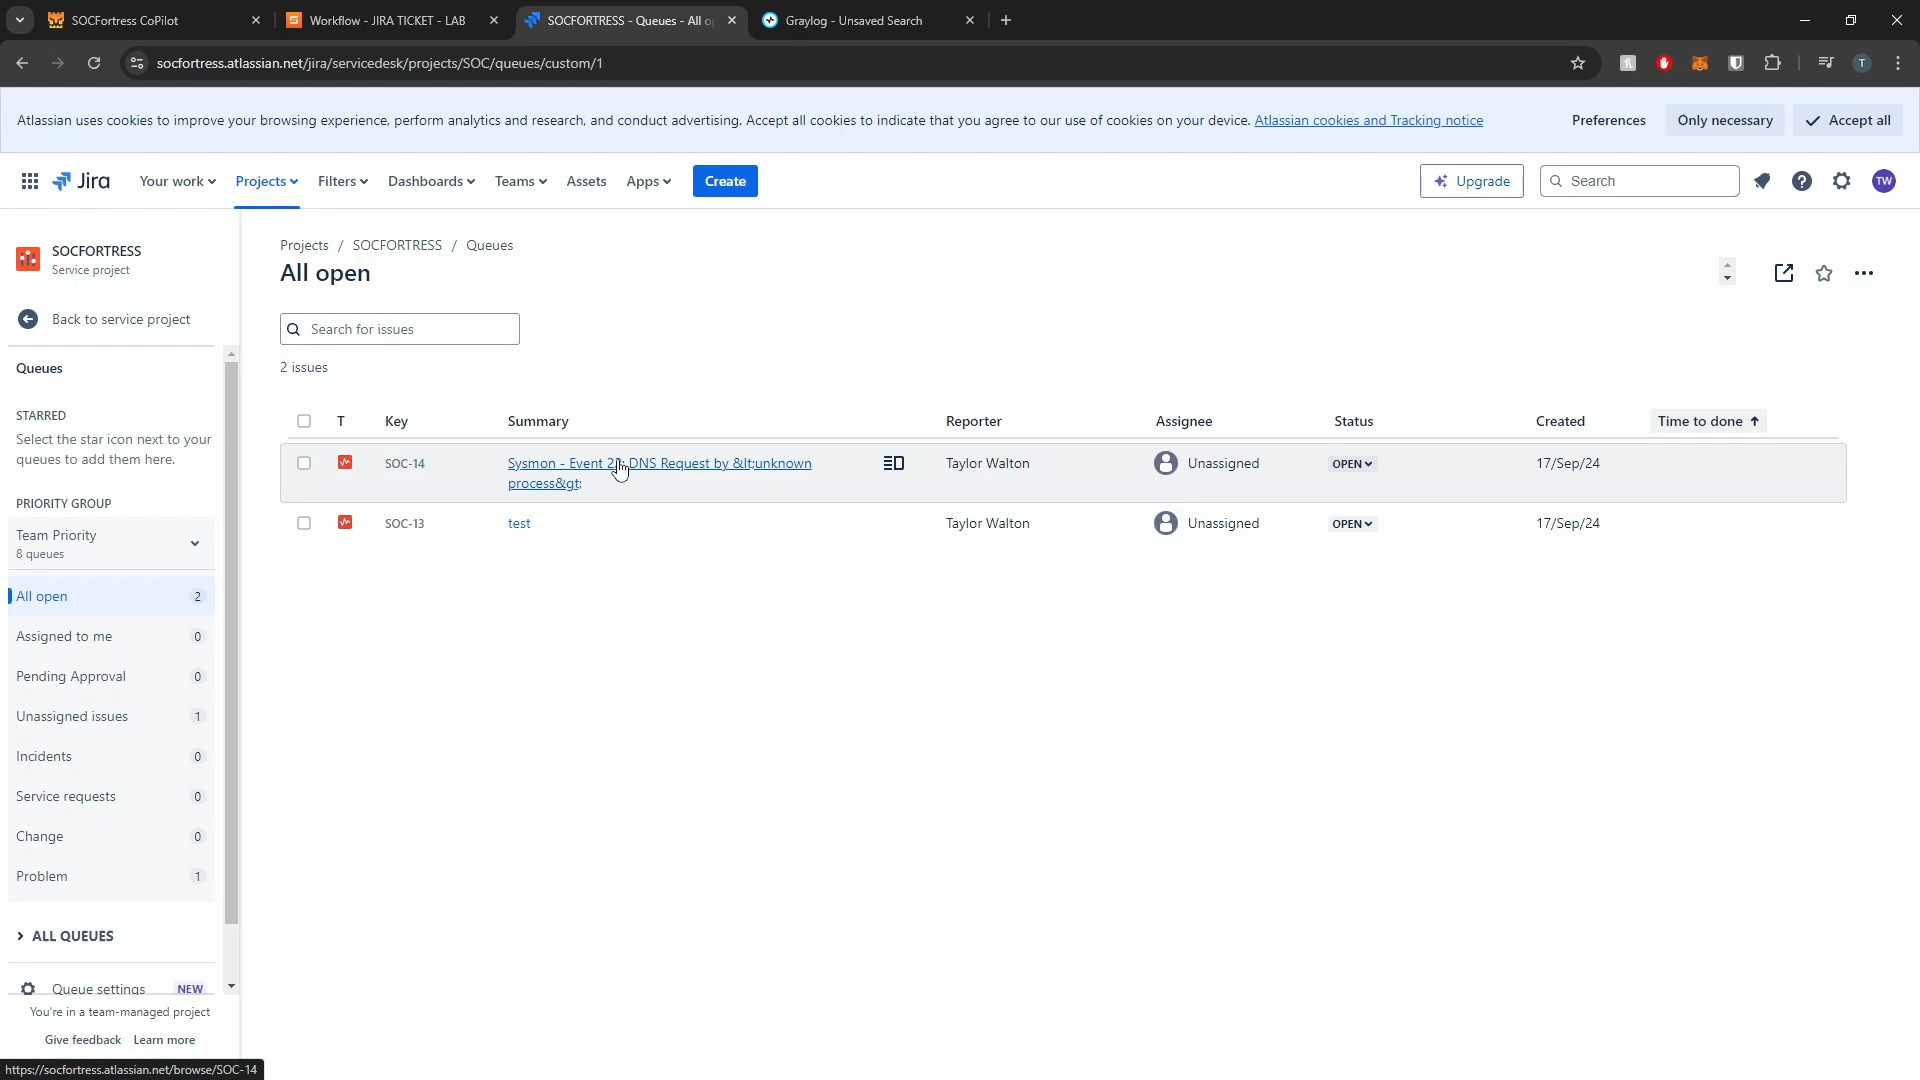 SOCFortress CoPilot
Workflow - JIRA TICKET - LAB
SOCFORTRESS - Queues - All o
Graylog - Unsaved Search
socfortress.atlassian.net/jira/servicedesk/projects/SOC/queues/custom/1
T
Atlassian uses cookies to improve your browsing experience, perform analytics and research, and conduct advertising. Accept all cookies to indicate that you agree to our use of cookies on your device. Atlassian cookies and Tracking notice
Preferences
Only necessary
Accept all
Jira
Your work
Projects
Filters
Dashboards
Teams
Assets
Apps
Create
Upgrade
Search
TW
SOCFORTRESS
Service project
Back to service project
Queues
STARRED
Select the star icon next to your
queues to add them here.
PRIORITY GROUP
Team Priority
8 queues
All open 2
Assigned to me 0
Pending Approval 0
Unassigned issues 1
Incidents 0
Service requests 0
Change 0
Problem 1
ALL QUEUES
Queue settings NEW
You're in a team-managed project
Give feedback Learn more
https://socfortress.atlassian.net/browse/SOC-14
Projects / SOCFORTRESS / Queues
All open
Search for issues
2 issues
T Key Summary Reporter Assignee Status Created Time to done
SOC-14 Sysmon - Event DNS Request by &lt;unknown Taylor Walton Unassigned OPEN 17/Sep/24
process&gt;
SOC-13 test Taylor Walton Unassigned OPEN 17/Sep/24